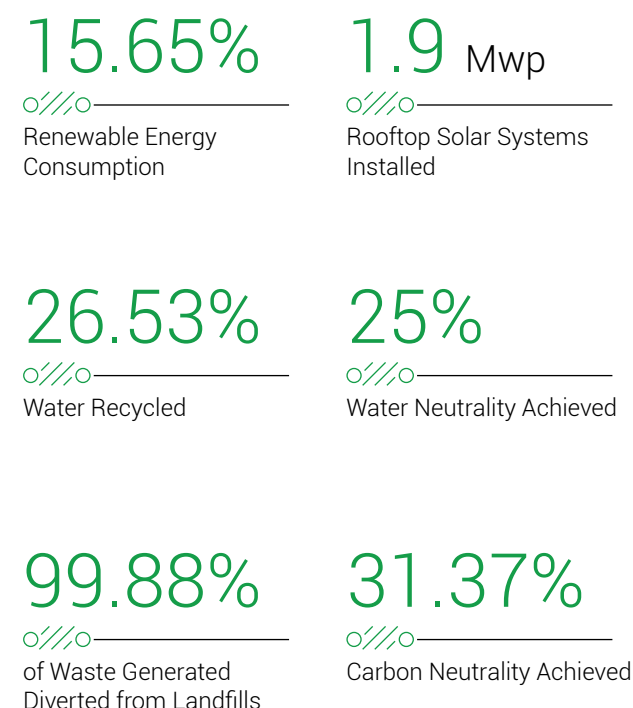 15.65%
Renewable Energy
Consumption
1.9 Mwp
Rooftop Solar Systems
Installed
26.53%
Water Recycled
25%
Water Neutrality Achieved
99.88%
of Waste Generated
Diverted from Landfills
31.37%
Carbon Neutrality Achieved